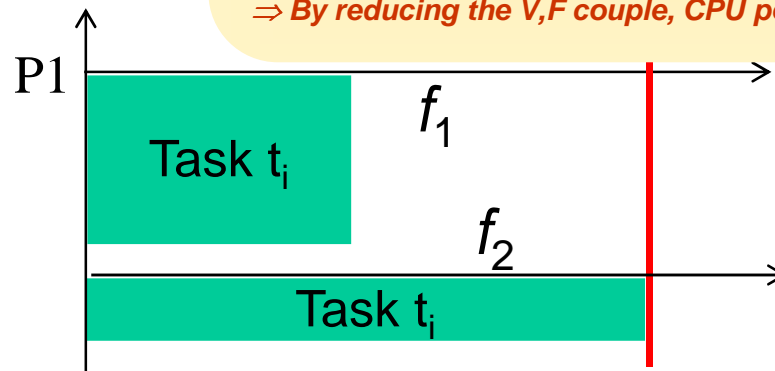 ⇒ By reducing the V,F couple, CPU
P1
f1
Task ti
f2
Task ti